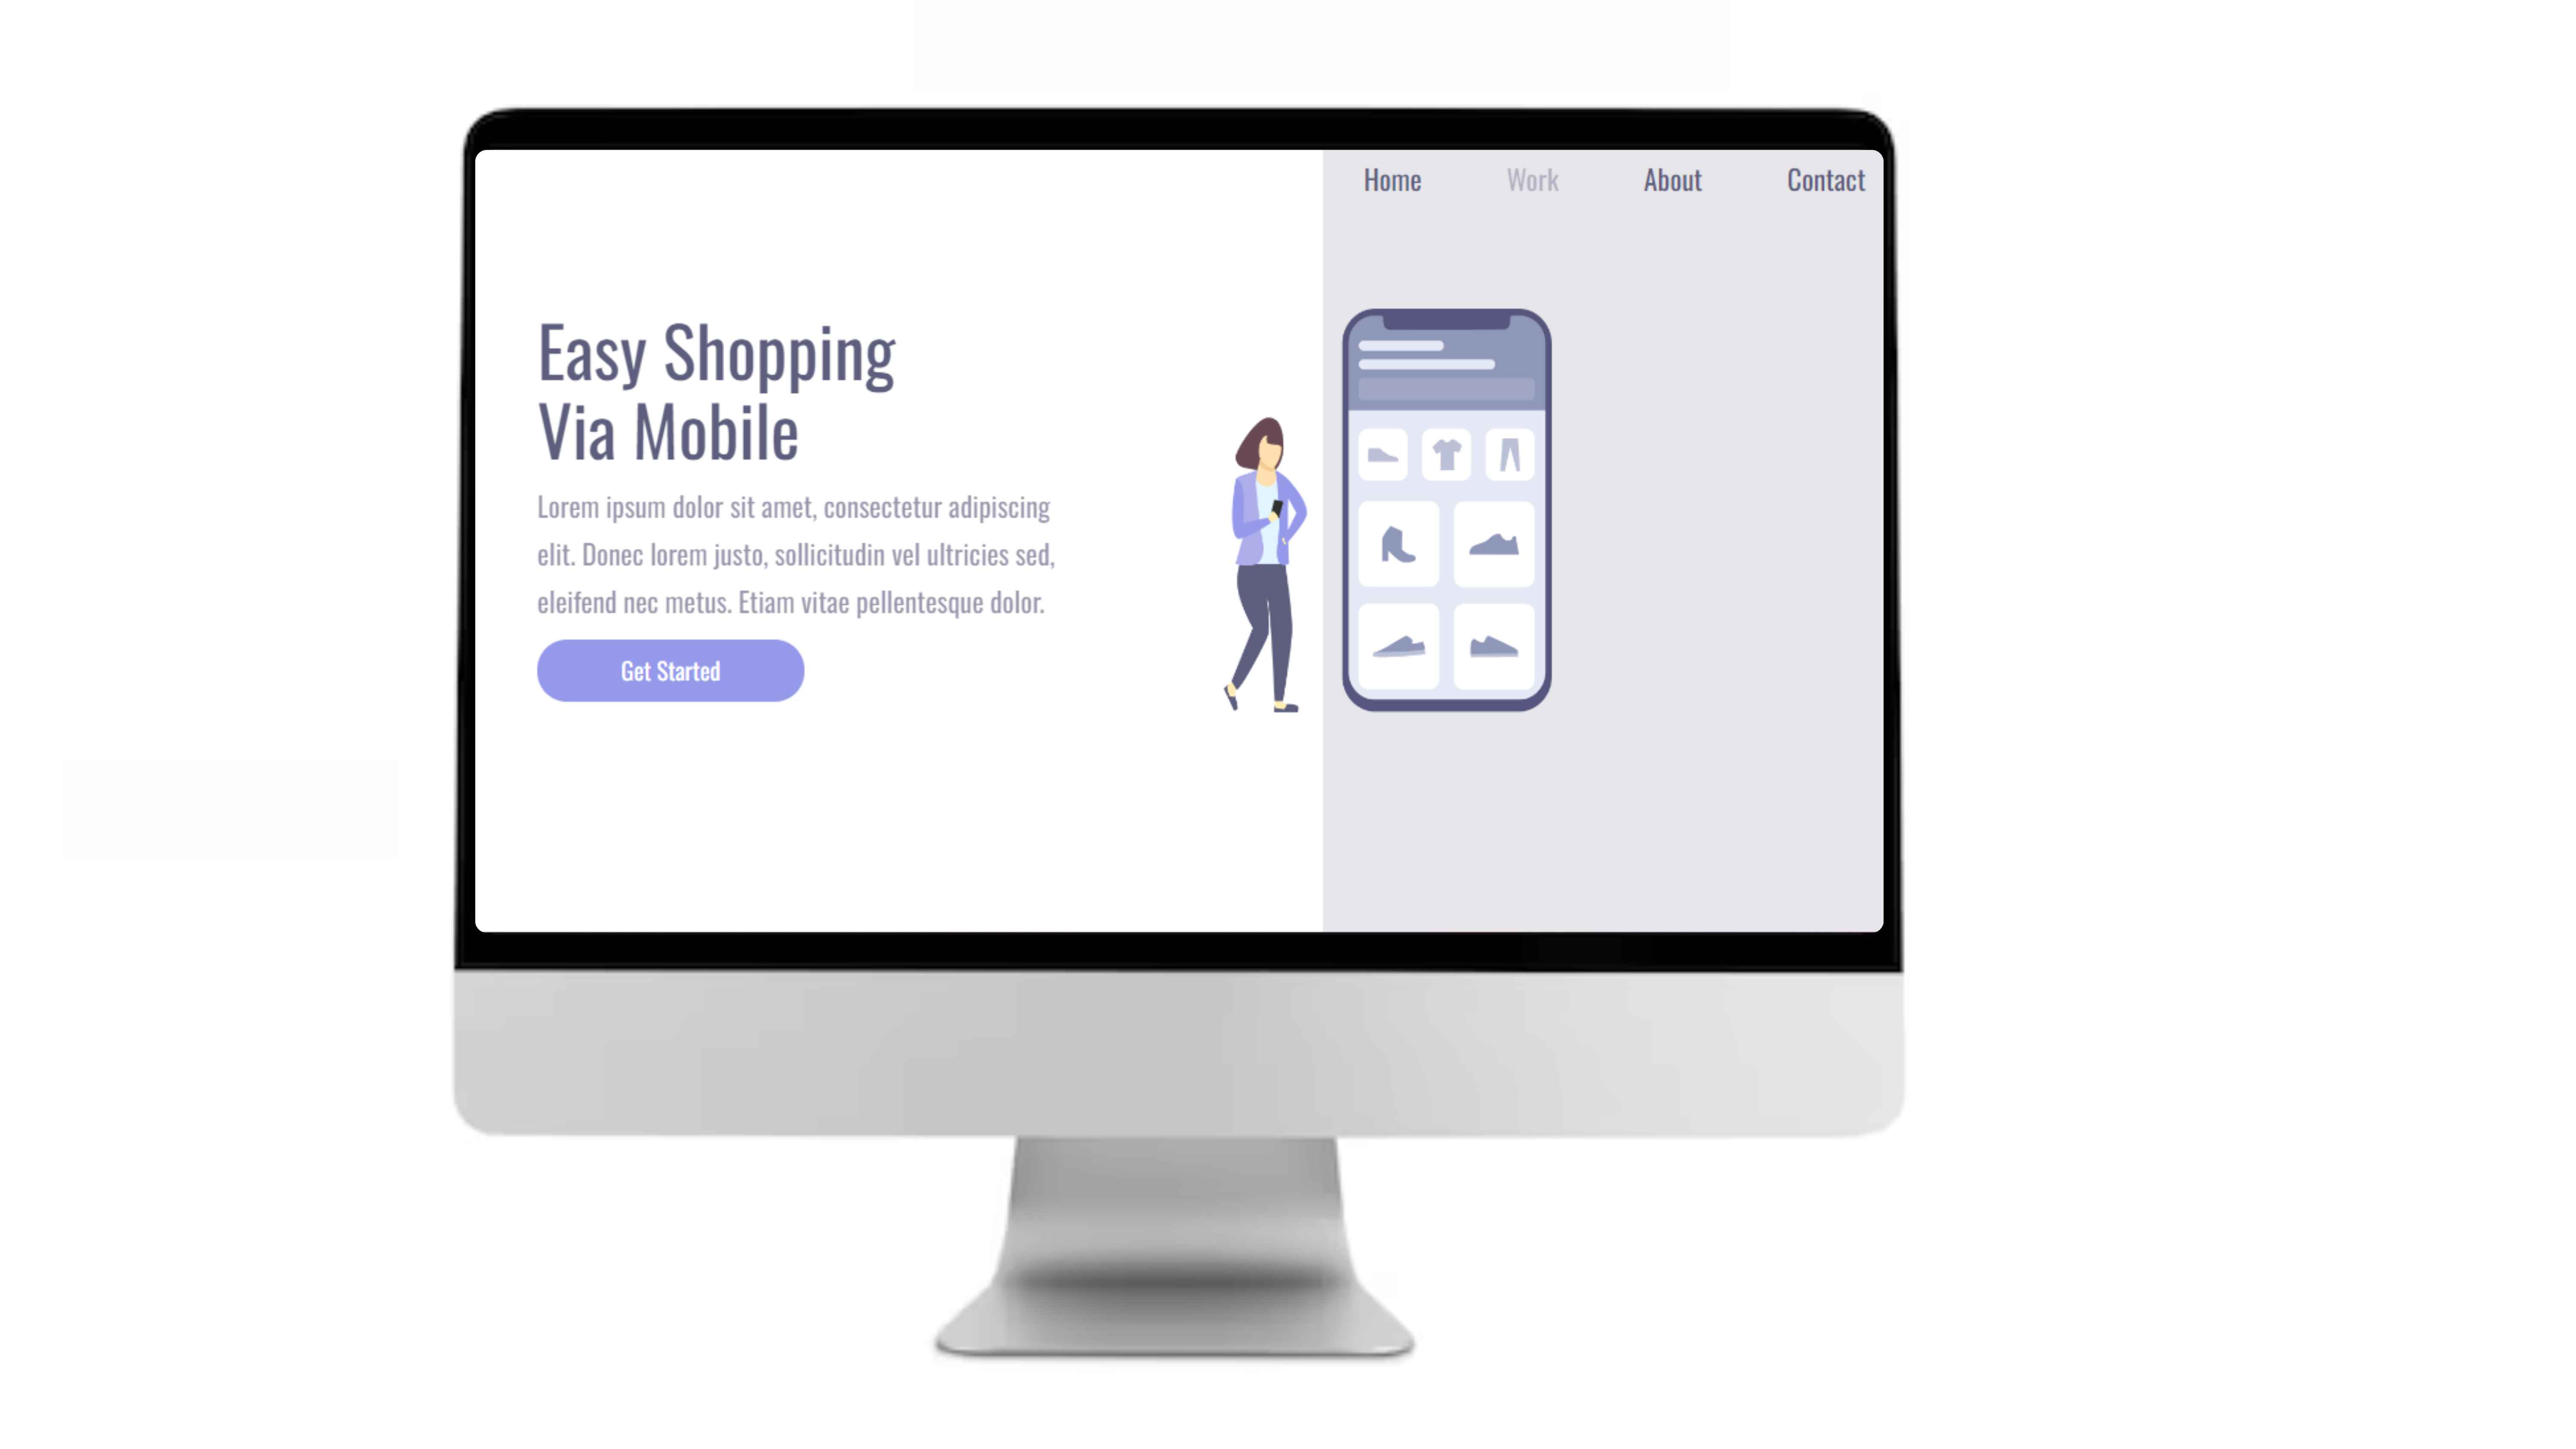 Home Work About Contact
Easy Shopping
Via Mobile
Lorem ipsum dolor sit amet, consectetur adipiscing
elit. Donec lorem justo, sollicitudin vel ultricies sed,
eleifend nec metus. Etiam vitae pellentesque dolor.
Get Started